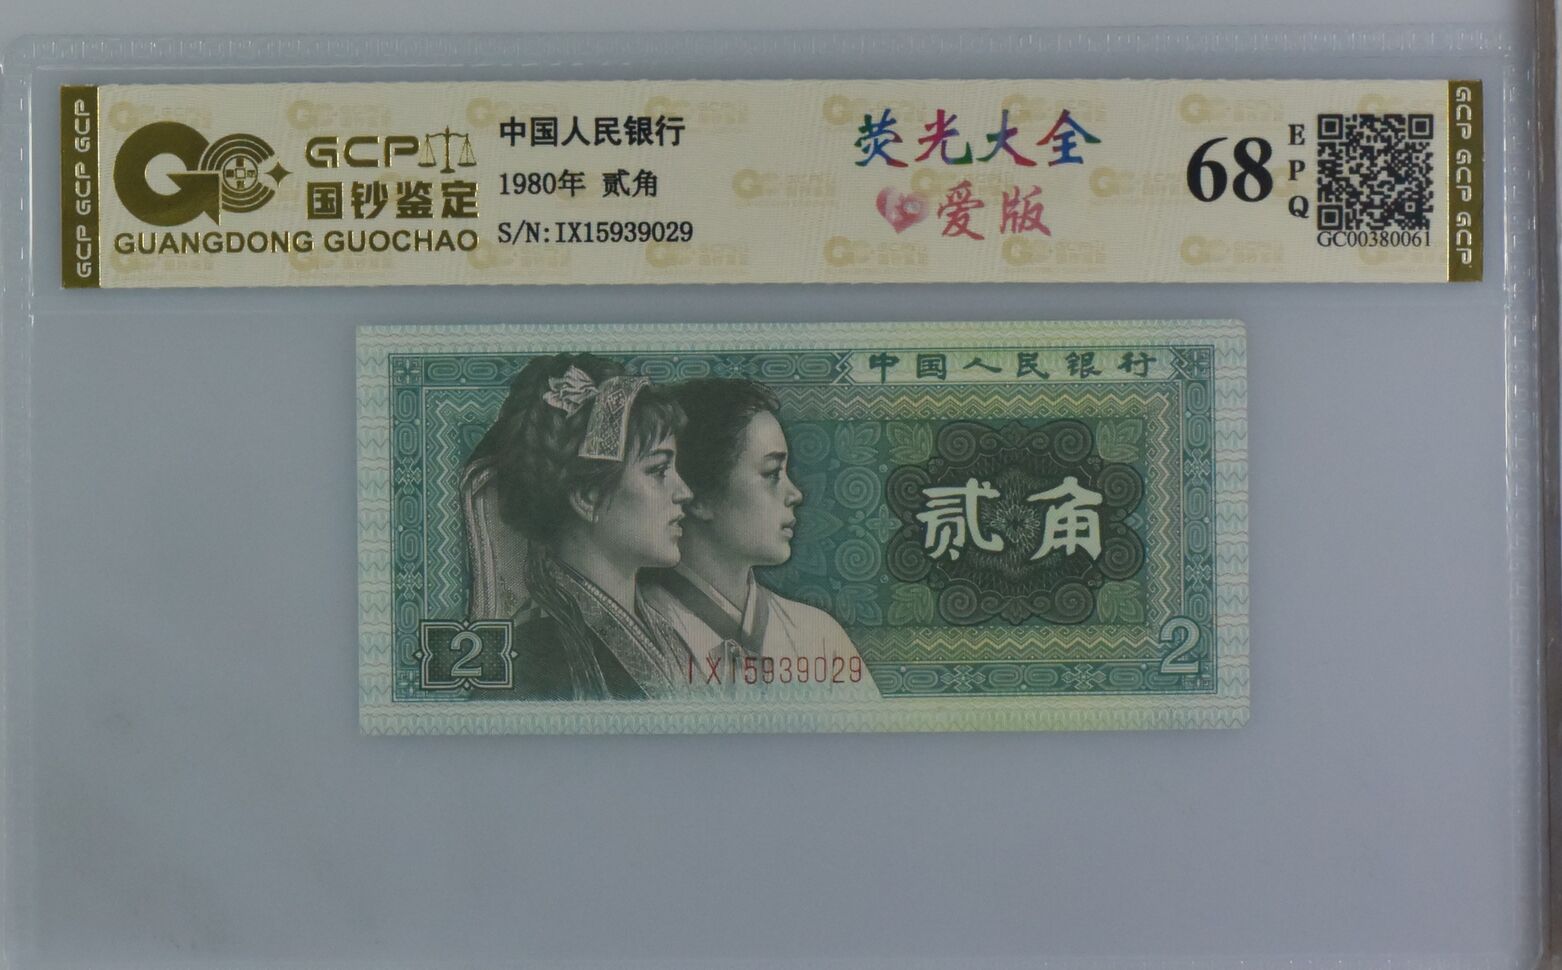 GCP GCP GCP
GCP
国钞鉴定
GUANGDONG GUOCHAO
中国人民银行
1980年 贰角
S/N:IX15939029
荧光大全
爱版
68
EPQ
GC00380061
GCP GCP GCP
中国人民银行
贰角
2
2
IX15939029